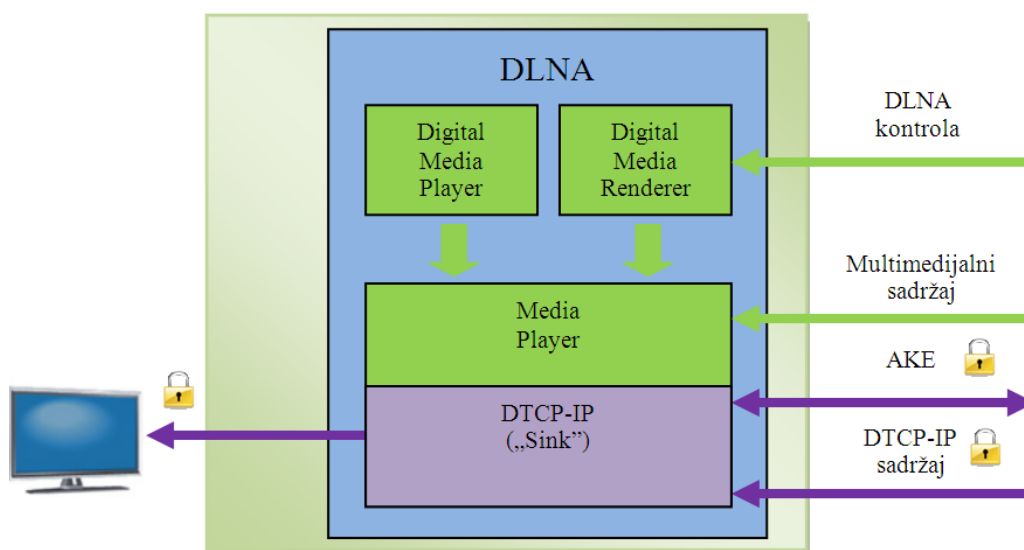 DLNA
Digital
Media
Player
Digital
Media
Renderer
DLNA
kontrola
Multimedijalni
sadržaj
Media
Player
AKE
DTCP-IP
(„Sink”)
DTCP-IP
sadržaj